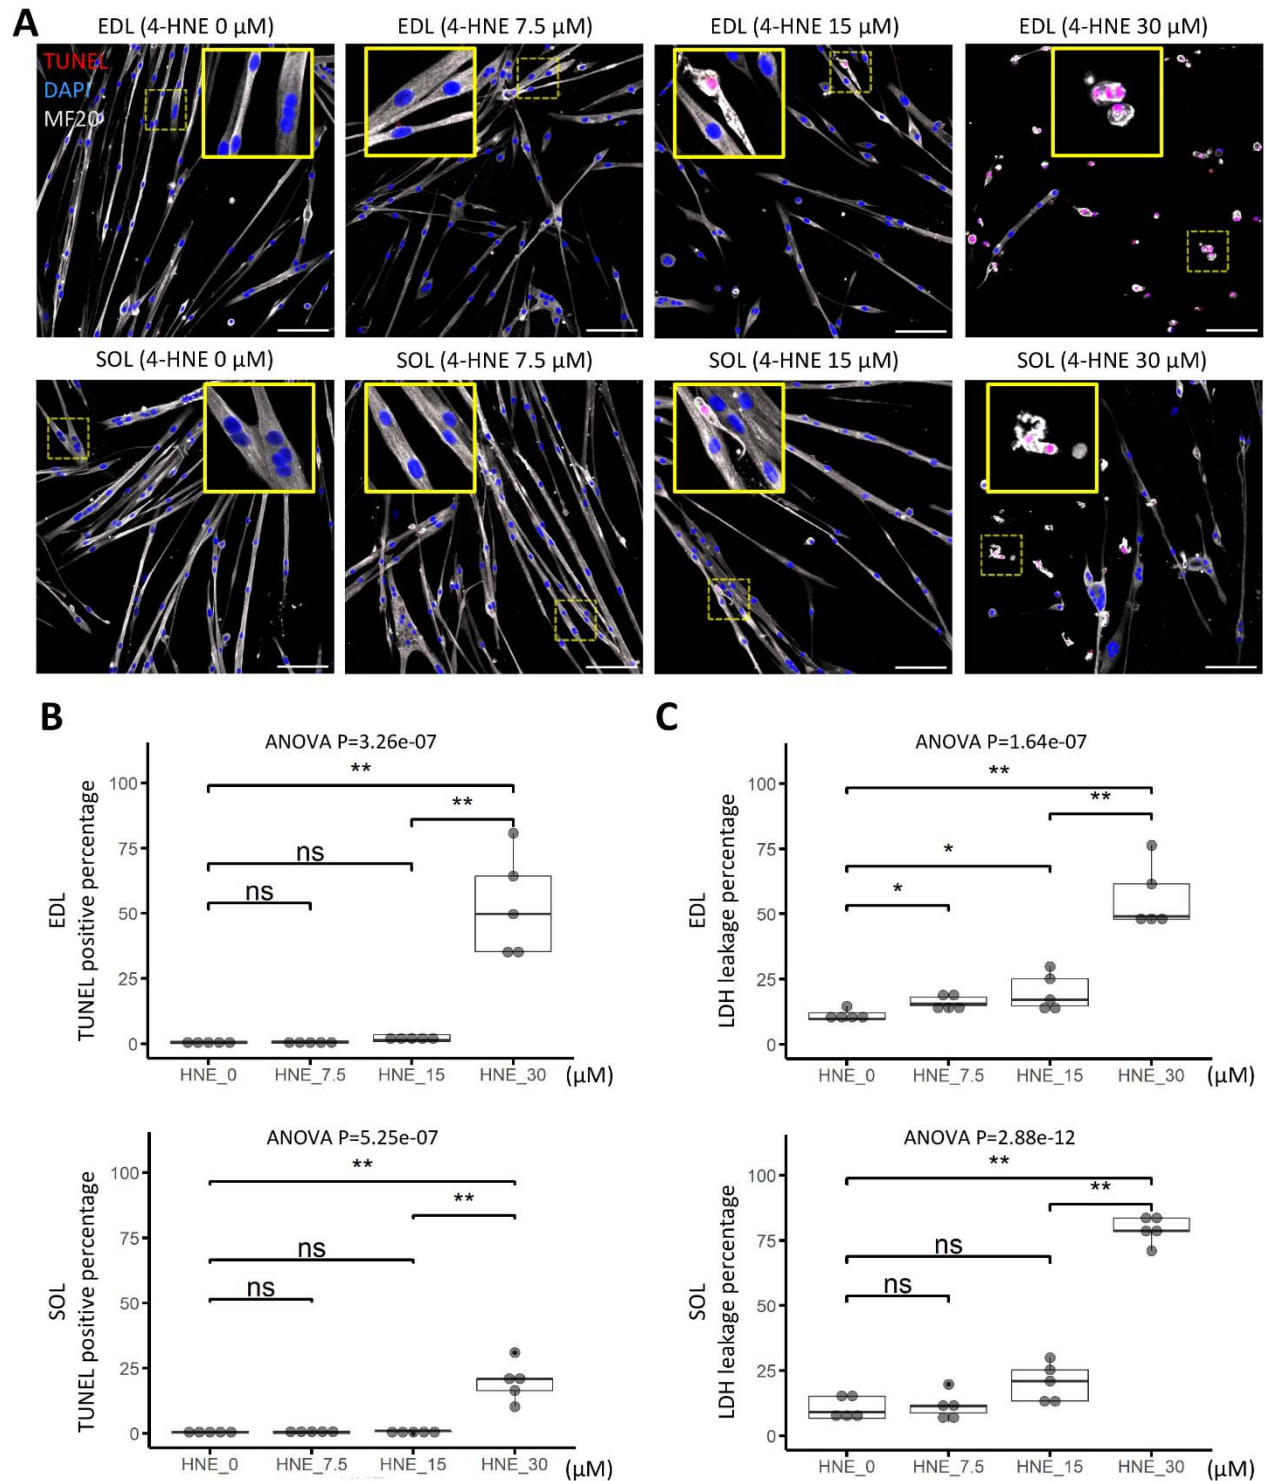 A
EDL (4-HNE 0 µM)
EDL (4-HNE 7.5 µM)
EDL (4-HNE 15 µM)
EDL (4-HNE 30 µM)
TUNEL
DAPI
MF20
SOL (4-HNE 0 µM)
SOL (4-HNE 7.5 µM)
SOL (4-HNE 15 µM)
SOL (4-HNE 30 µM)
B
ANOVA P=3.26e-07
**
**
ns
ns
EDL
TUNEL positive percentage
100
75
50
25
0
HNE_0
HNE_7.5
HNE_15
HNE_30
(µM)
ANOVA P=5.25e-07
**
**
ns
ns
SOL
TUNEL positive percentage
100
75
50
25
0
HNE_0
HNE_7.5
HNE_15
HNE_30
(µM)
C
ANOVA P=1.64e-07
**
**
*
*
EDL
LDH leakage percentage
100
75
50
25
0
HNE_0
HNE_7.5
HNE_15
HNE_30
(µM)
ANOVA P=2.88e-12
**
**
ns
ns
SOL
LDH leakage percentage
100
75
50
25
0
HNE_0
HNE_7.5
HNE_15
HNE_30
(µM)